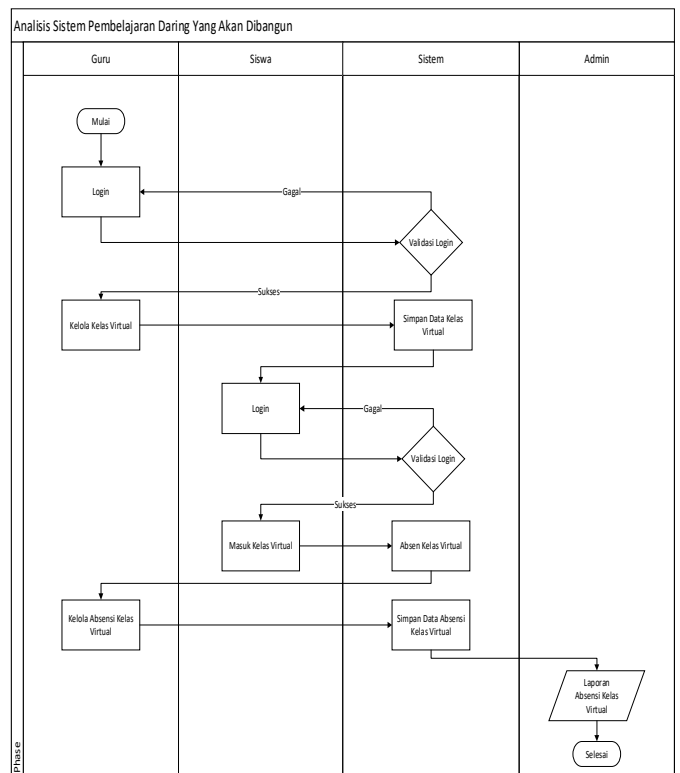 Analisis Sistem Pembelajaran Daring Yang Akan Dibangun
Guru
Siswa
Sistem
Admin
Mulai
Login
Gagal
Validasi Login
Sukses
Kelola Kelas Virtual
Simpan Data Kelas
Virtual
Login
Gagal
Validasi Login
Sukses
Masuk Kelas Virtual
Absen Kelas Virtual
Kelola Absensi Kelas
Virtual
Simpan Data Absensi
Kelas Virtual
Laporan
Absensi Kelas
Virtual
Selesai
Phase